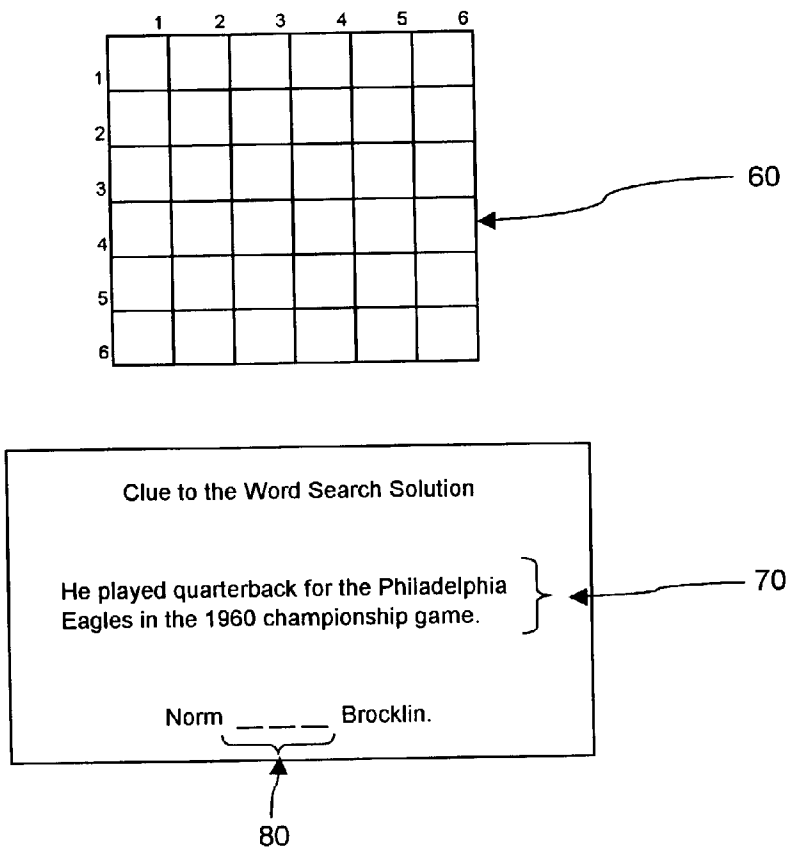 1 2 3 4 5 6
1
2
3
4
5
6
60
Clue to the Word Search Solution
He played quarterback for the Philadelphia
Eagles in the 1960 championship game.
70
Norm _ _ _ Brocklin.
80